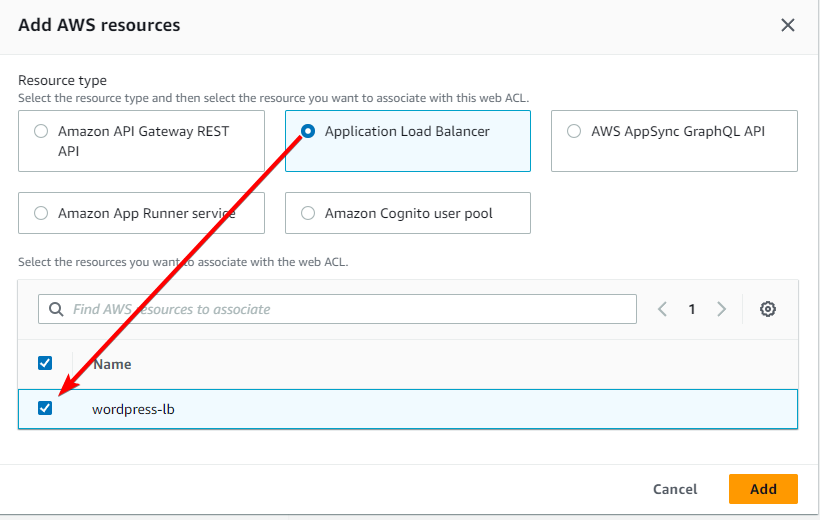 Add AWS resources
Resource type
Select the resource type and then select the resource you want to associate with this web ACL.
Amazon API Gateway REST
API
Application Load Balancer
AWS AppSync GraphQL API
Amazon App Runner service
Amazon Cognito user pool
Select the resources you want to associate with the web ACL.
Find AWS resources to associate
1
Name
wordpress-lb
Cancel
Add